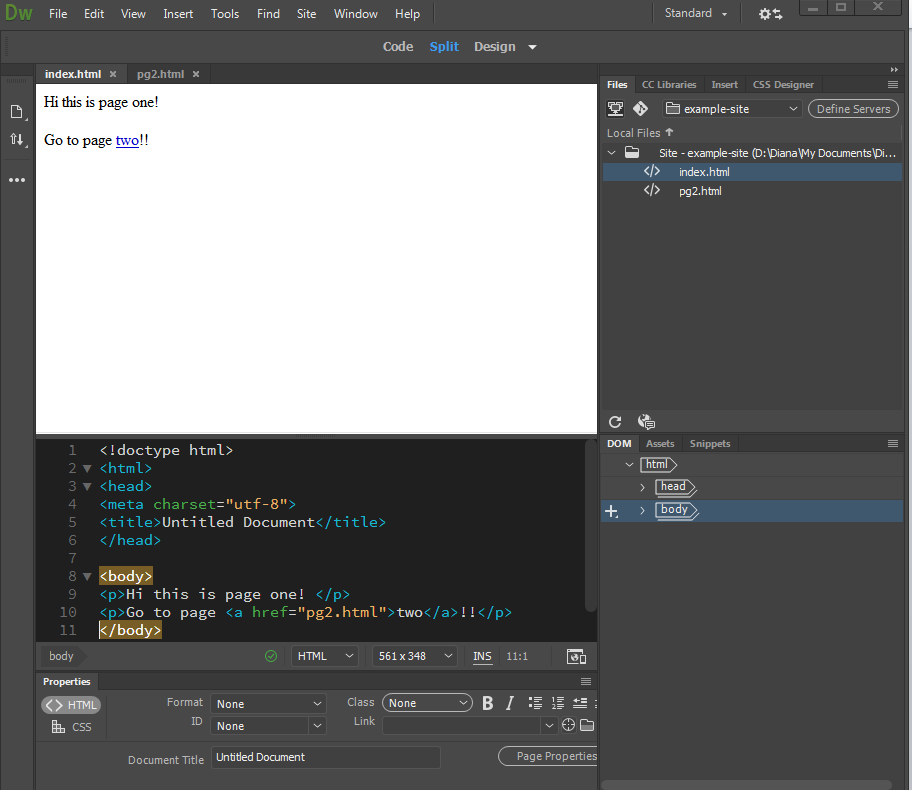 Dw File Edit View Insert Tools Find Site Window Help Standard
Code Split Design
index.html × pg2.html ×
Hi this is page one!
Go to page two!!
Files CC Libraries Insert CSS Designer
example-site Define Servers
Local Files
Site - example-site (D:\Diana\My Documents\Di...
index.html
pg2.html
1 <!doctype html>
2 <html>
3 <head>
4 <meta charset="utf-8">
5 <title>Untitled Document</title>
6 </head>
7
8 <body>
9 <p>Hi this is page one! </p>
10 <p>Go to page <a href="pg2.html">two</a>!!</p>
11 </body>
DOM Assets Snippets
html
head
body
body HTML 561 x 348 INS 11:1
Properties
HTML Format None Class None B I
CSS ID None Link
Document Title Untitled Document Page Properties